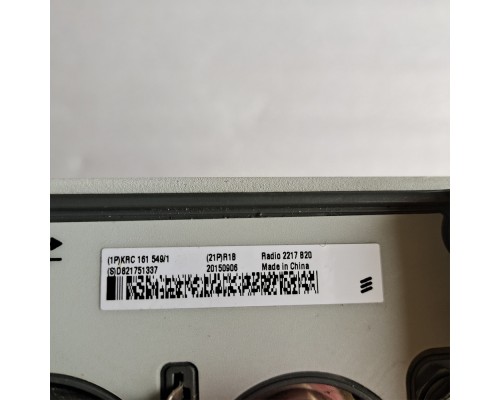 (1P)KRC 161 549/1 (21P)R1B Radio 2217 B20
(S)D821751337 20150906 Made in China